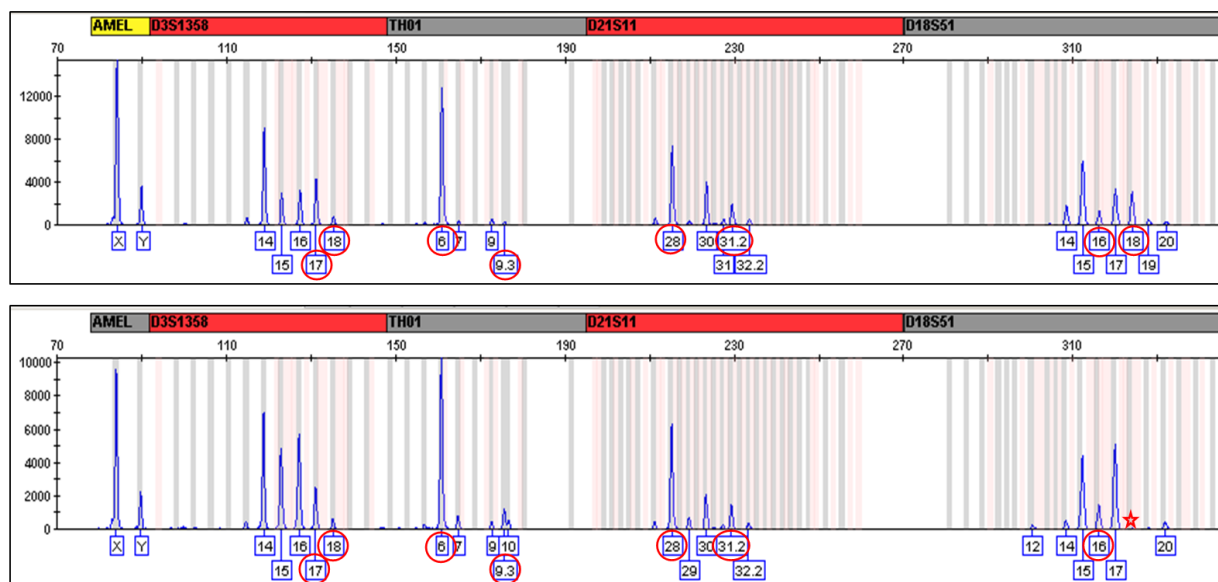 AMEL D3S1358 TH01 D21S11 D18S51
70 110 150 190 230 270 310
12000
8000
4000
0
X Y 14 16 18 6 7 9 28 30 31.2 14 16 18 20
15 17 9.3 31 32.2 15 17 19
AMEL D3S1358 TH01 D21S11 D18S51
70 110 150 190 230 270 310
10000
8000
6000
4000
2000
0
X Y 14 16 18 6 7 9 10 28 30 31.2 12 14 16 20
15 17 9.3 29 32.2 15 17